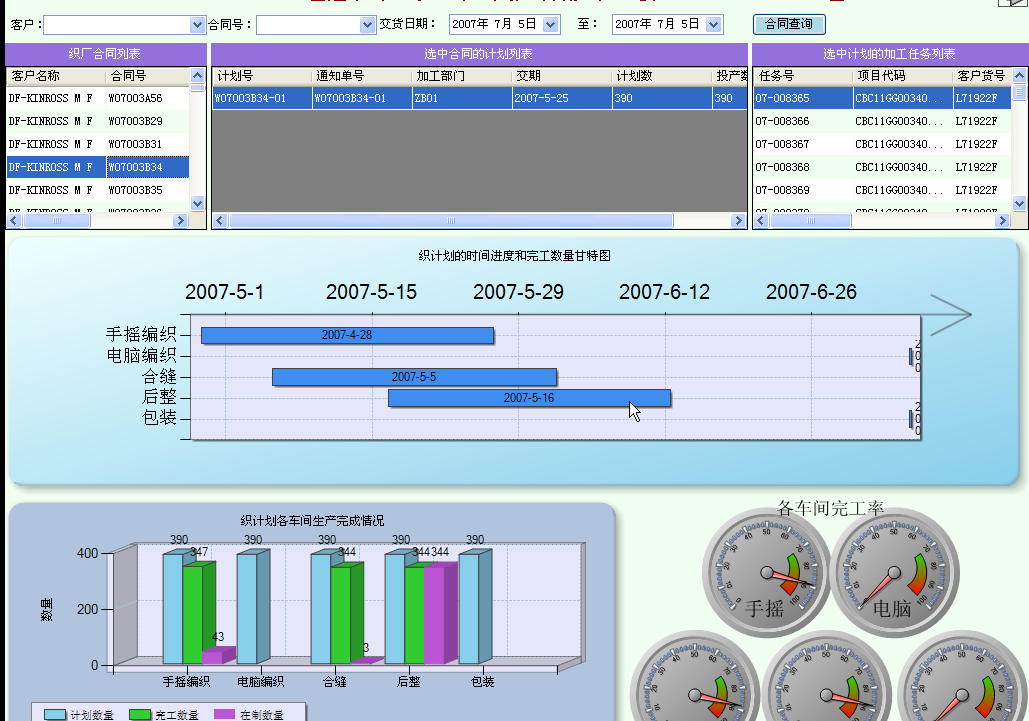 客户： 合同号： 交货日期： 2007年 7月 5日 至： 2007年 7月 5日 合同查询
织厂合同列表 选中合同的计划列表 选中计划的加工任务列表
客户名称 合同号 计划号 通知单号 加工部门 交期 计划数 投产数 任务号 项目代码 客户货号
DF-KINROSS M F W07003A56 W07003B34-01 W07003B34-01 ZB01 2007-5-25 390 390 07-008365 CBC11GG00340... L71922F
DF-KINROSS M F W07003B29 07-008366 CBC11GG00340... L71922F
DF-KINROSS M F W07003B31 07-008367 CBC11GG00340... L71922F
DF-KINROSS M F W07003B34 07-008368 CBC11GG00340... L71922F
DF-KINROSS M F W07003B35 07-008369 CBC11GG00340... L71922F
织计划的时间进度和完工数量甘特图
2007-5-1 2007-5-15 2007-5-29 2007-6-12 2007-6-26
手摇编织 2007-4-28
电脑编织 200
合缝 2007-5-5
后整 2007-5-16
包装 200
织计划各车间生产完成情况
390 347 43 390 390 344 3 390 344 344 390
数量
400
200
0
手摇编织 电脑编织 合缝 后整 包装
计划数量 完工数量 在制数量
各车间完工率
手摇 电脑